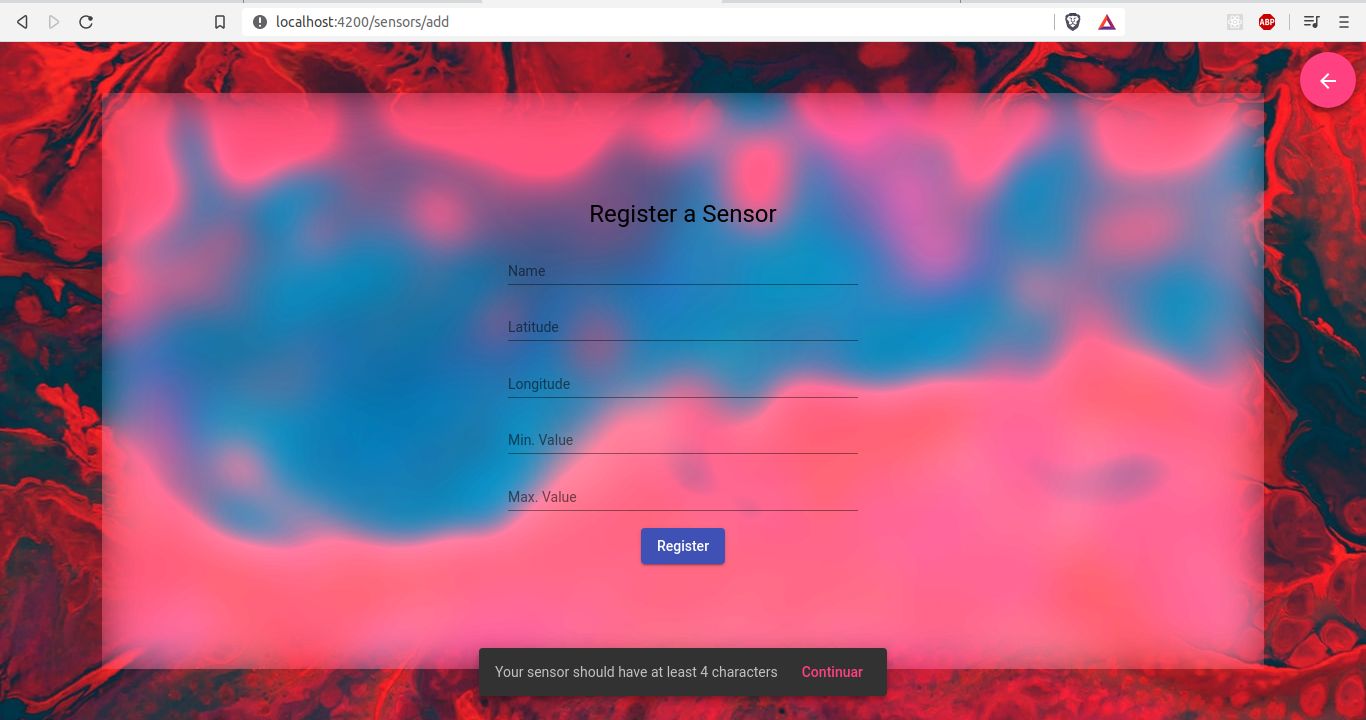 localhost:4200/sensors/add
ABP
Register a Sensor
Name
Latitude
Longitude
Min. Value
Max. Value
Register
Your sensor should have at least 4 characters Continuar